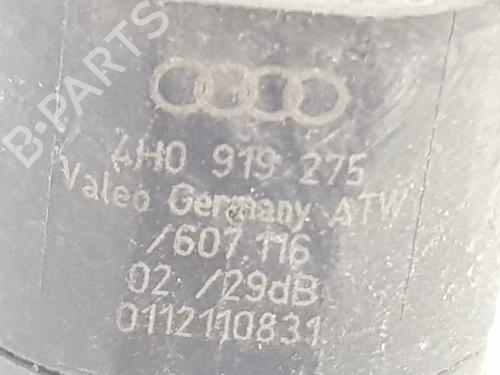 B-PARTS
4H0 919 275
Valeo Germany ATW
/607 116
02 /29dB
0112110831